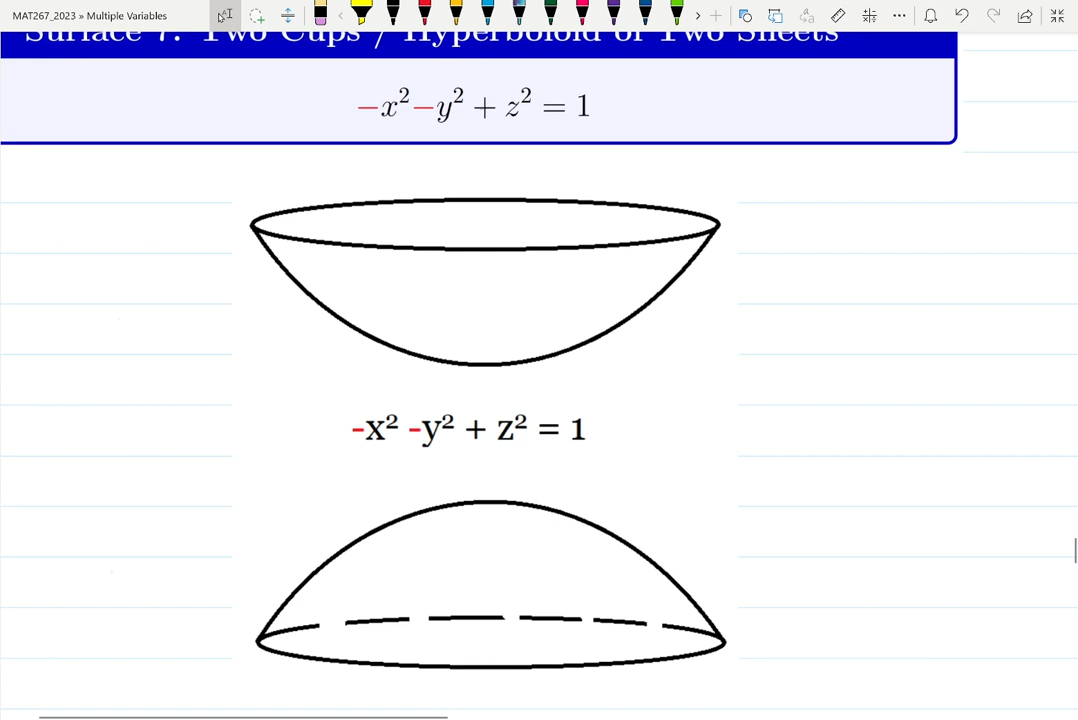 MAT267_2023 » Multiple Variables
Surface 7: Two Cups / Hyperboloid of Two Sheets
−x² −y² + z² = 1
-x² -y² + z² = 1